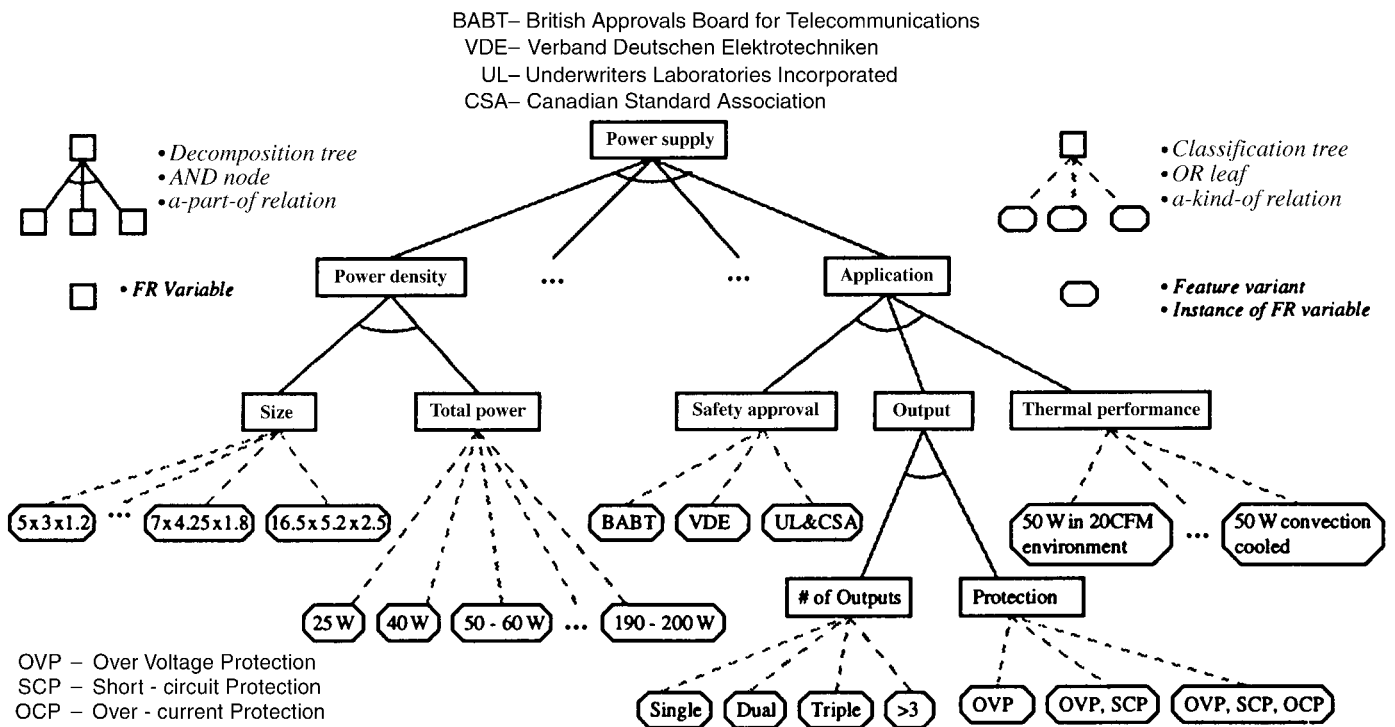 BABT– British Approvals Board for Telecommunications
VDE– Verband Deutschen Elektrotechniken
UL– Underwriters Laboratories Incorporated
CSA– Canadian Standard Association
Power supply
• Decomposition tree
• AND node
• a-part-of relation
• Classification tree
• OR leaf
• a-kind-of relation
Power density
...
...
Application
• FR Variable
• Feature variant
• Instance of FR variable
Size
Total power
Safety approval
Output
Thermal performance
5 x 3 x 1.2
...
7 x 4.25 x 1.8
16.5 x 5.2 x 2.5
BABT
VDE
UL&CSA
50 W in 20CFM
environment
...
50 W convection
cooled
25 W
40 W
50 - 60 W
...
190 - 200 W
# of Outputs
Protection
OVP – Over Voltage Protection
SCP – Short - circuit Protection
OCP – Over - current Protection
Single
Dual
Triple
>3
OVP
OVP, SCP
OVP, SCP, OCP